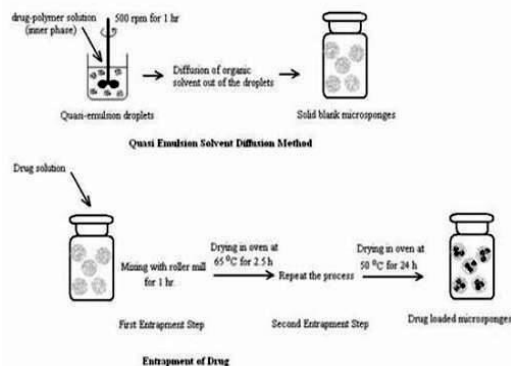 drug-polymer solution
(inner phase)
500 rpm for 1 hr
Diffusion of organic
solvent out of the droplets
Quasi-emulsion droplets
Solid blank microsponges
Quasi Emulsion Solvent Diffusion Method
Drug solution
Mixing with roller mill
for 1 hr.
Drying in oven at
65 °C for 2.5 h
Repeat the process
Drying in oven at
50 °C for 24 h
First Entrapment Step
Second Entrapment Step
Drug loaded microsponges
Entrapment of Drug